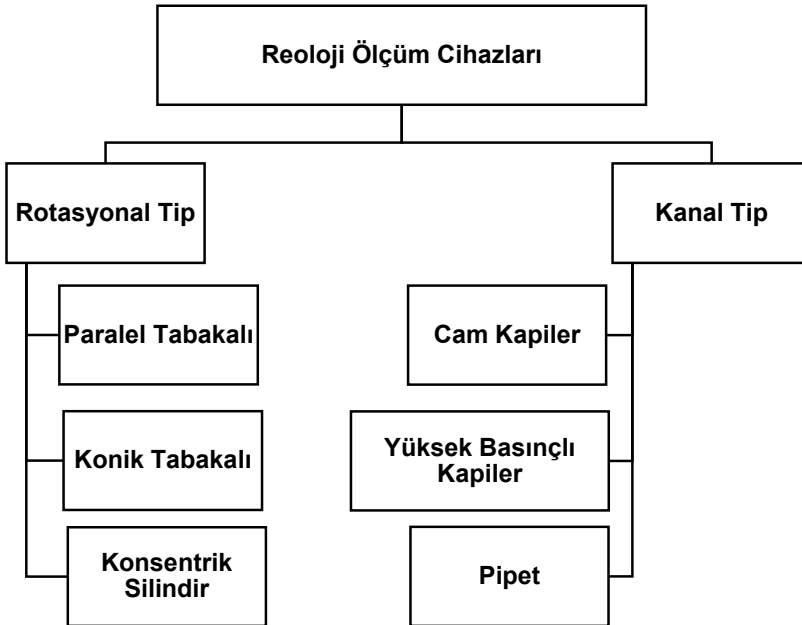 Reoloji Ölçüm Cihazları
Rotasyonal Tip
Paralel Tabakalı
Konik Tabakalı
Konsentrik
Silindir
Kanal Tip
Cam Kapiler
Yüksek Basınçlı
Kapiler
Pipet